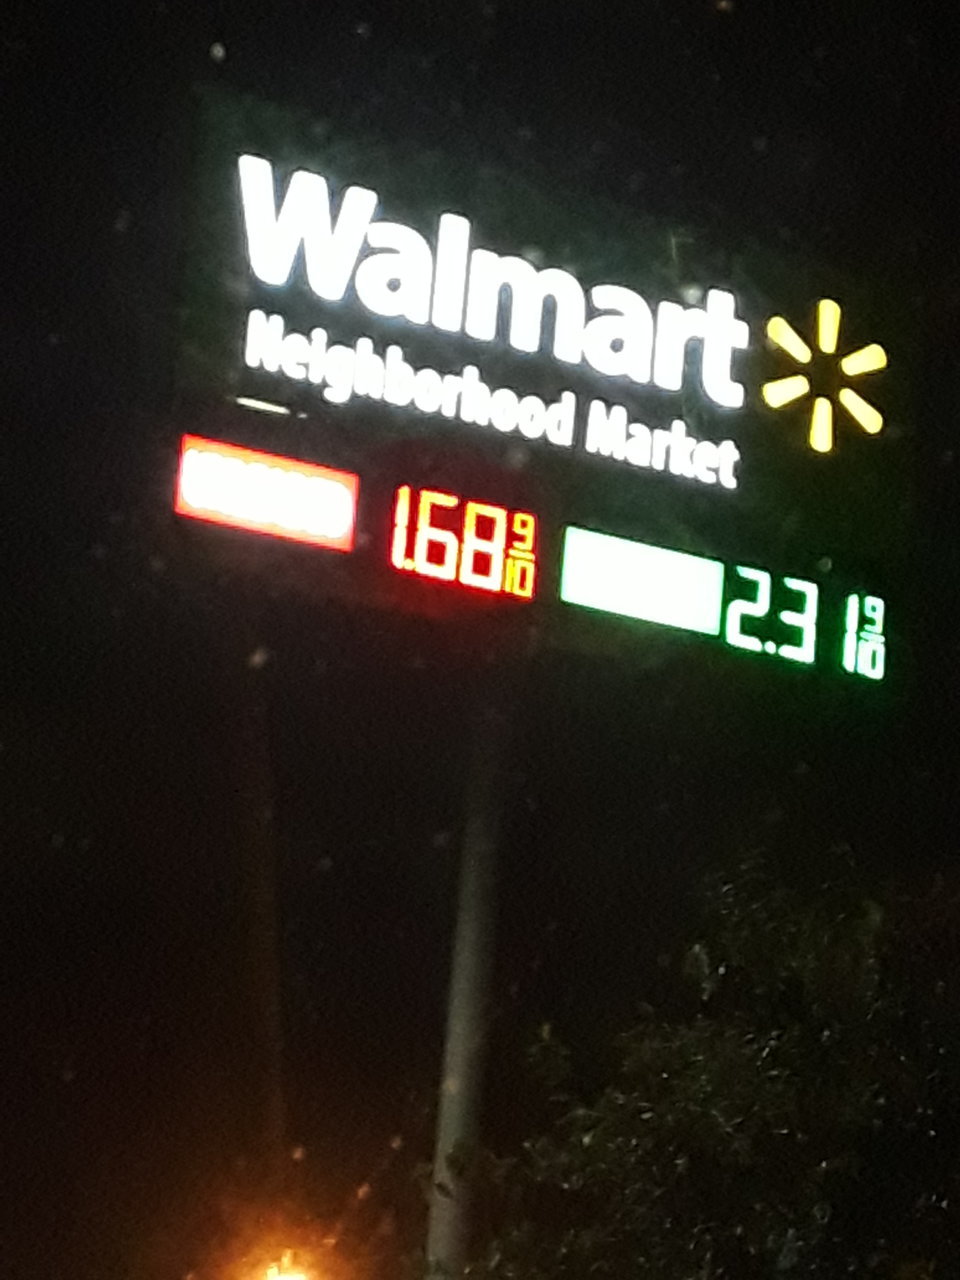 Walmart
Neighborhood Market
1.68 9/10 2.31 9/10